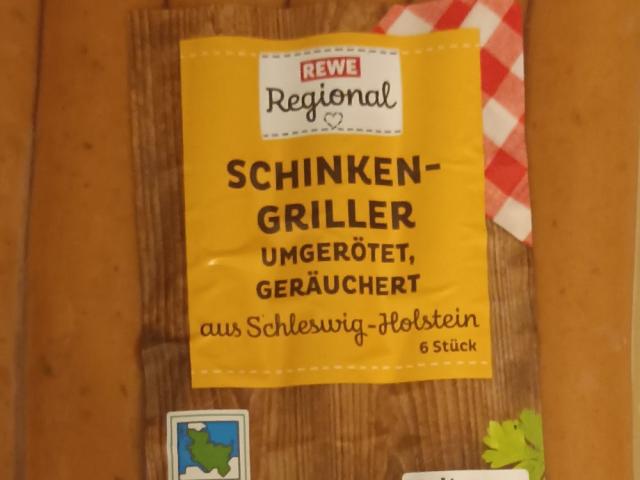 REWE
Regional
SCHINKEN-
GRILLER
UMGERÖTET,
GERÄUCHERT
aus Schleswig-Holstein
6 Stück